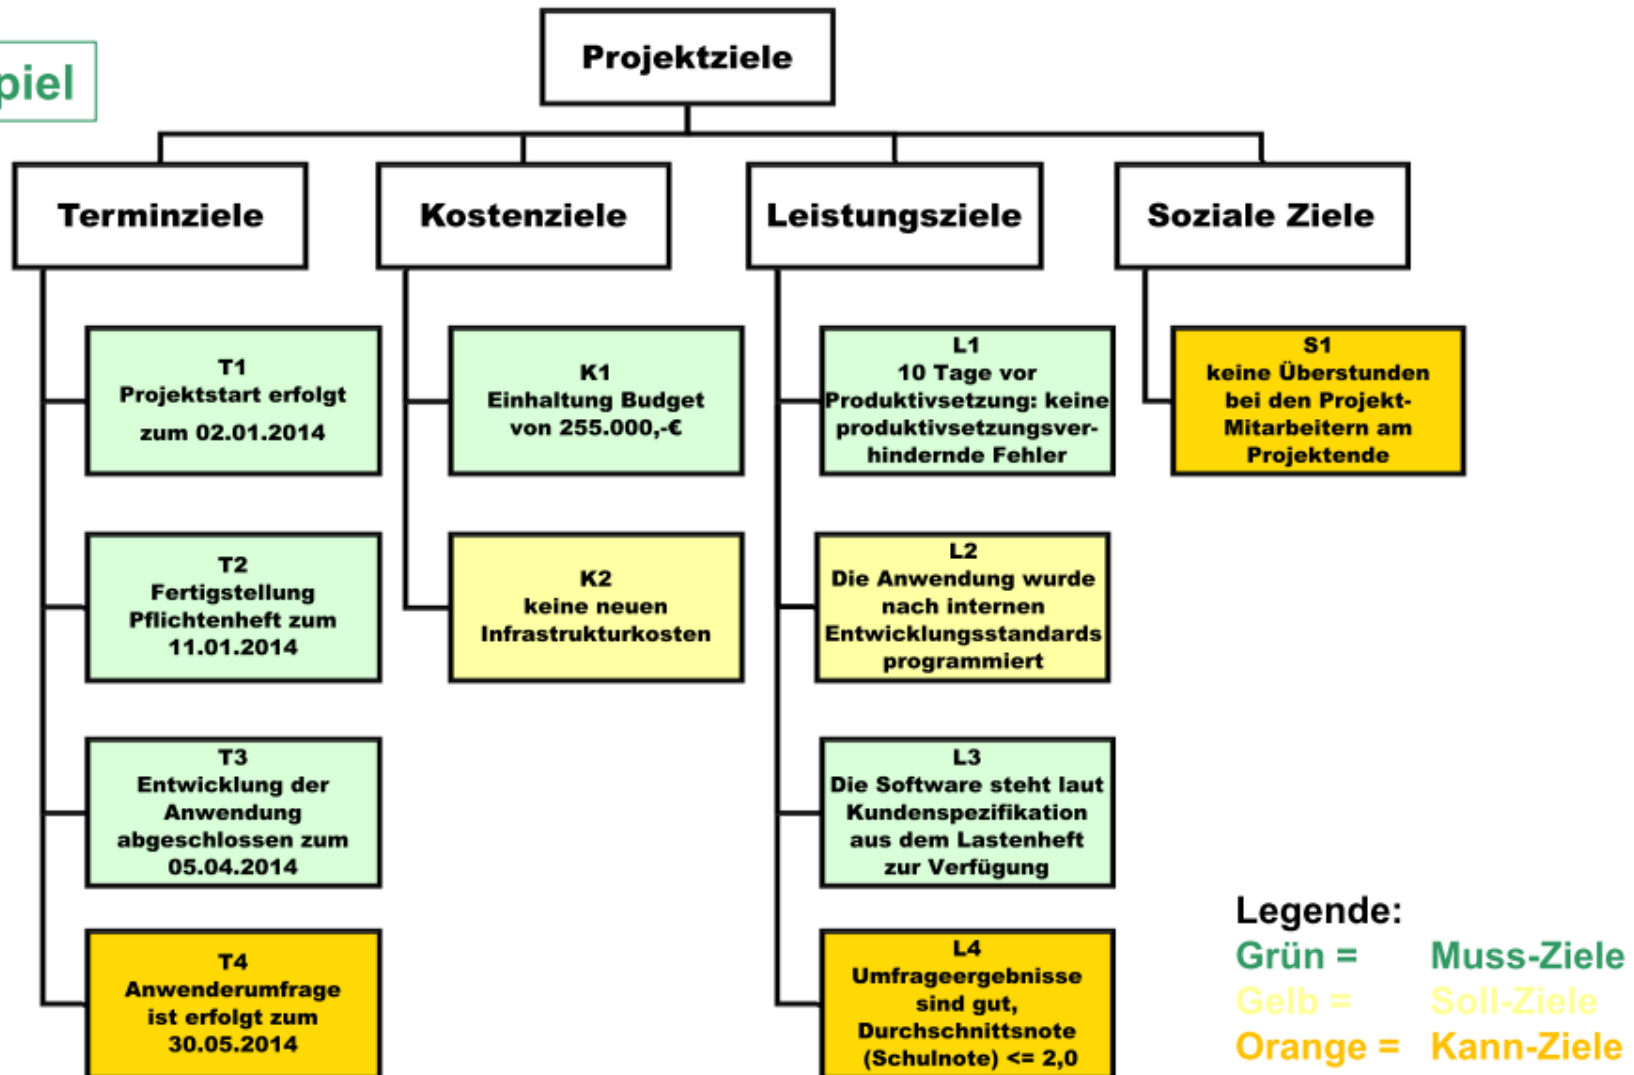 piel
Projektziele
Terminziele
Kostenziele
Leistungsziele
Soziale Ziele
T1
Projektstart erfolgt
zum 02.01.2014
T2
Fertigstellung
Pflichtenheft zum
11.01.2014
T3
Entwicklung der
Anwendung
abgeschlossen zum
05.04.2014
T4
Anwenderumfrage
ist erfolgt zum
30.05.2014
K1
Einhaltung Budget
von 255.000,-€
K2
keine neuen
Infrastrukturkosten
L1
10 Tage vor
Produktivsetzung: keine
produktivsetzungsver-
hindernde Fehler
L2
Die Anwendung wurde
nach internen
Entwicklungsstandards
programmiert
L3
Die Software steht laut
Kundenspezifikation
aus dem Lastenheft
zur Verfügung
L4
Umfrageergebnisse
sind gut,
Durchschnittsnote
(Schulnote) <= 2,0
S1
keine Überstunden
bei den Projekt-
Mitarbeitern am
Projektende
Legende:
Grün = Muss-Ziele
Gelb = Soll-Ziele
Orange = Kann-Ziele